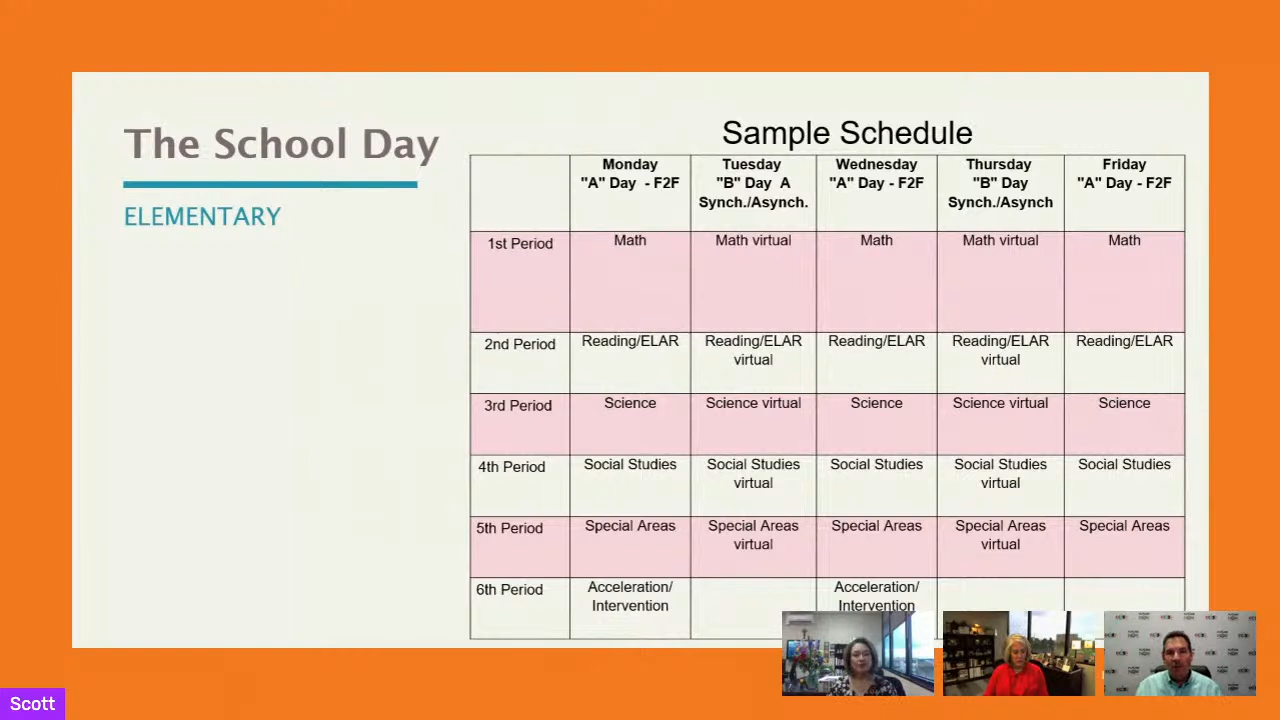 The School Day
ELEMENTARY
Sample Schedule
Monday "A" Day - F2F
Tuesday "B" Day A Synch./Asynch.
Wednesday "A" Day - F2F
Thursday "B" Day Synch./Asynch
Friday "A" Day - F2F
1st Period Math Math virtual Math Math virtual Math
2nd Period Reading/ELAR Reading/ELAR virtual Reading/ELAR Reading/ELAR virtual Reading/ELAR
3rd Period Science Science virtual Science Science virtual Science
4th Period Social Studies Social Studies virtual Social Studies Social Studies virtual Social Studies
5th Period Special Areas Special Areas virtual Special Areas Special Areas virtual Special Areas
6th Period Acceleration/ Intervention Acceleration/ Intervention
Scott